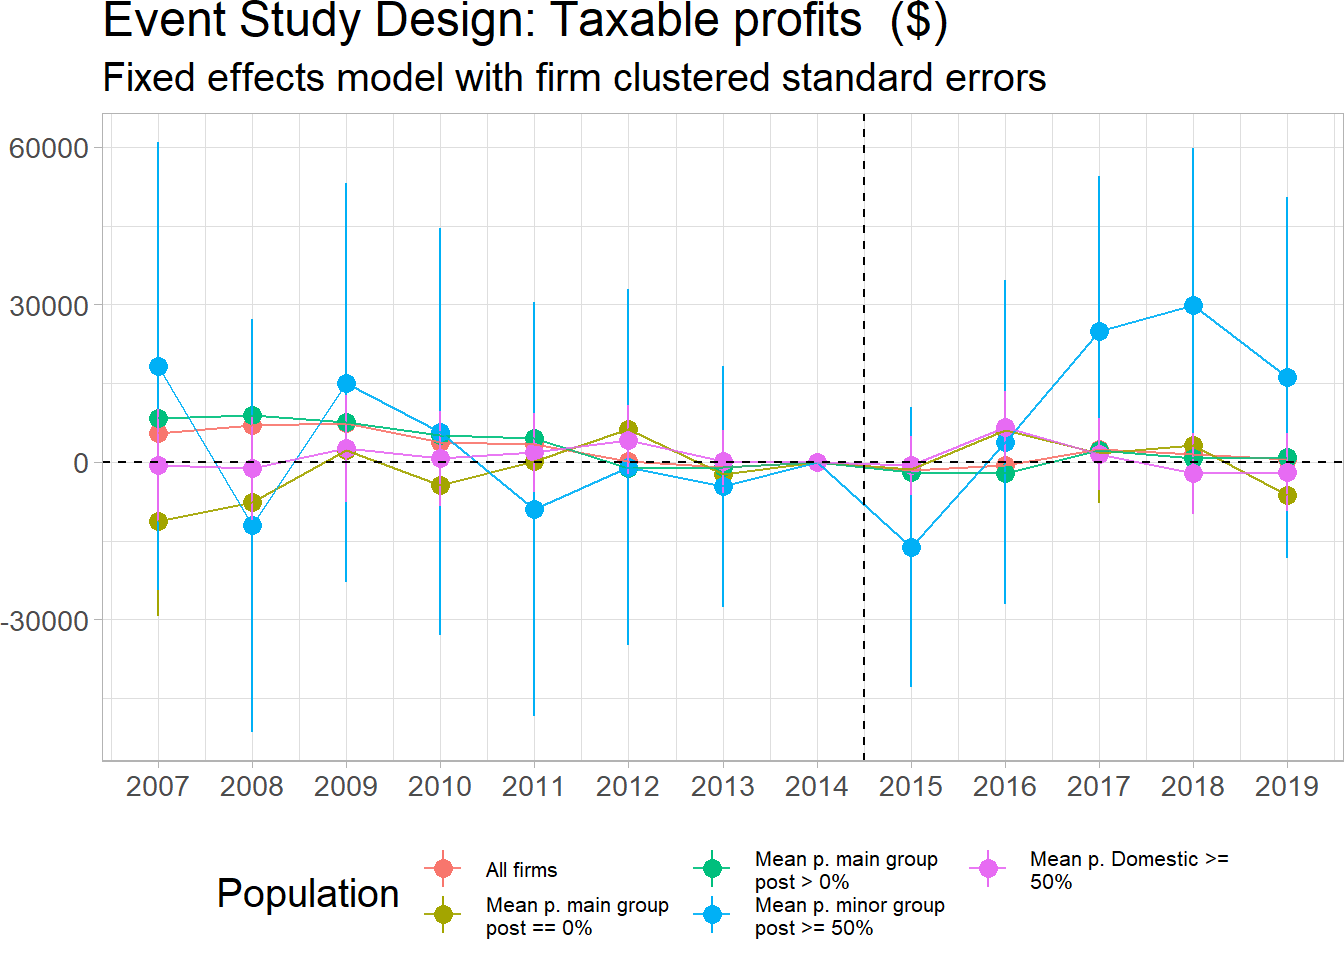 Event Study Design: Taxable profits  ($)
Fixed effects model with firm clustered standard errors
60000
30000
0
-30000
2007 2008 2009 2010 2011 2012 2013 2014 2015 2016 2017 2018 2019
Population
All firms
Mean p. main group
post == 0%
Mean p. main group
post > 0%
Mean p. minor group
post >= 50%
Mean p. Domestic >=
50%